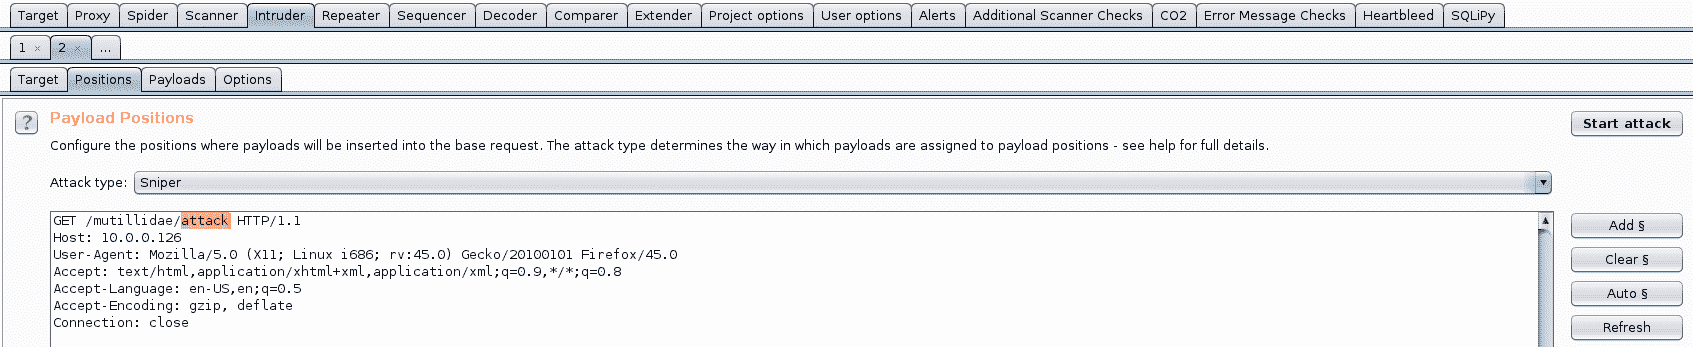 Target Proxy Spider Scanner Intruder Repeater Sequencer Decoder Comparer Extender Project options User options Alerts Additional Scanner Checks CO2 Error Message Checks Heartbleed SQLiPy
1 × 2 × ...
Target Positions Payloads Options
? Payload Positions
Start attack
Configure the positions where payloads will be inserted into the base request. The attack type determines the way in which payloads are assigned to payload positions - see help for full details.
Attack type: Sniper
GET /mutillidae/attack HTTP/1.1
Host: 10.0.0.126
User-Agent: Mozilla/5.0 (X11; Linux i686; rv:45.0) Gecko/20100101 Firefox/45.0
Accept: text/html,application/xhtml+xml,application/xml;q=0.9,*/*;q=0.8
Accept-Language: en-US,en;q=0.5
Accept-Encoding: gzip, deflate
Connection: close
Add §
Clear §
Auto §
Refresh